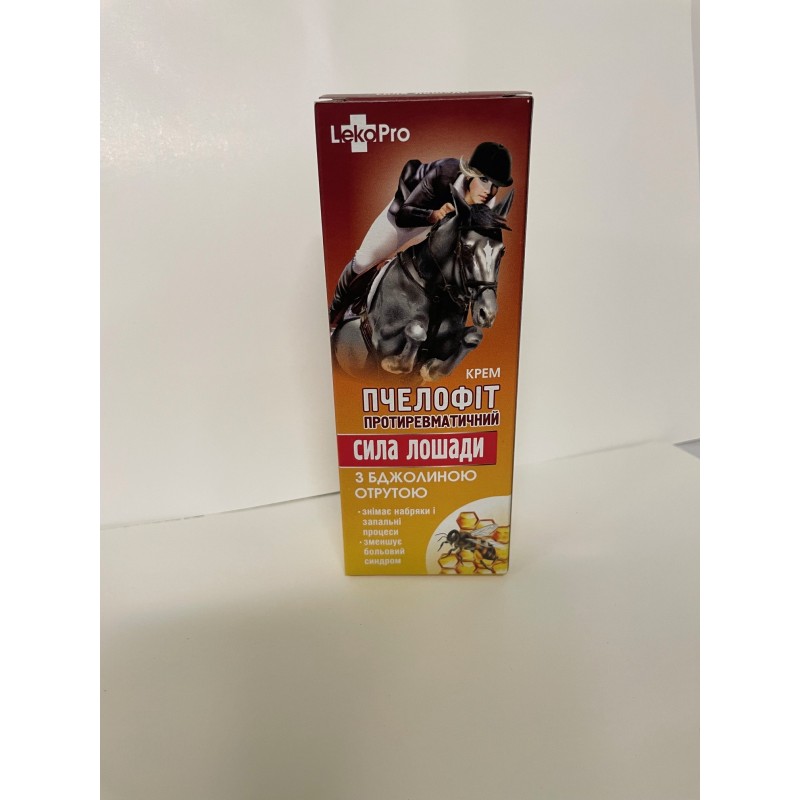 LekoPro
КРЕМ
ПЧЕЛОФІТ
ПРОТИРЕВМАТИЧНИЙ
СИЛА ЛОШАДИ
З БДЖОЛИНОЮ
ОТРУТОЮ
· знімає набряки і
запальні
процеси
· зменшує
больовий
синдром